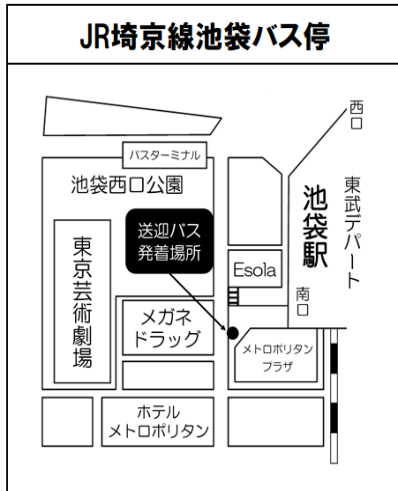 JR埼京線池袋バス停
西口
バスターミナル
池袋西口公園
東武デパート
池袋駅
送迎バス
発着場所
東京芸術劇場
Esola
南口
メガネ
ドラッグ
メトロポリタン
プラザ
ホテル
メトロポリタン